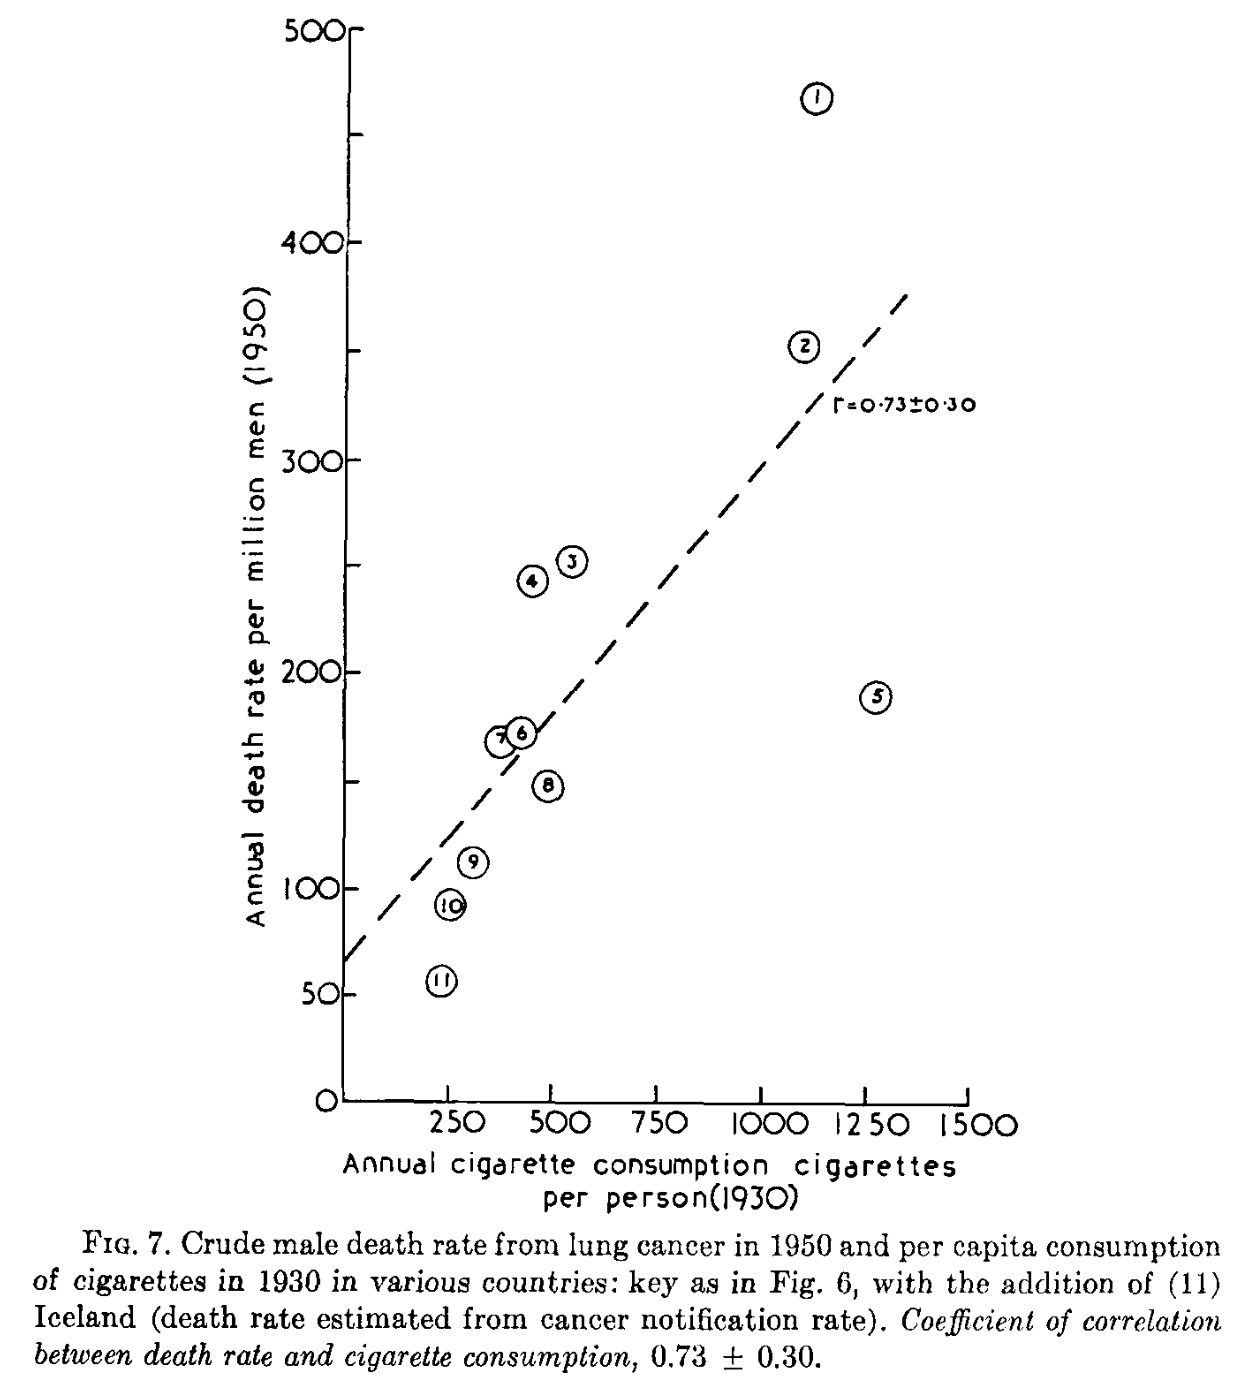 500
1
400
2
r=0·73±0·30
300
3
4
200
5
7
6
8
9
100
10
11
50
0
250 500 750 1000 1250 1500
Annual death rate per million men (1950)
Annual cigarette consumption cigarettes
per person(1930)
FIG. 7. Crude male death rate from lung cancer in 1950 and per capita consumption
of cigarettes in 1930 in various countries: key as in Fig. 6, with the addition of (11)
Iceland (death rate estimated from cancer notification rate). Coefficient of correlation
between death rate and cigarette consumption, 0.73 ± 0.30.